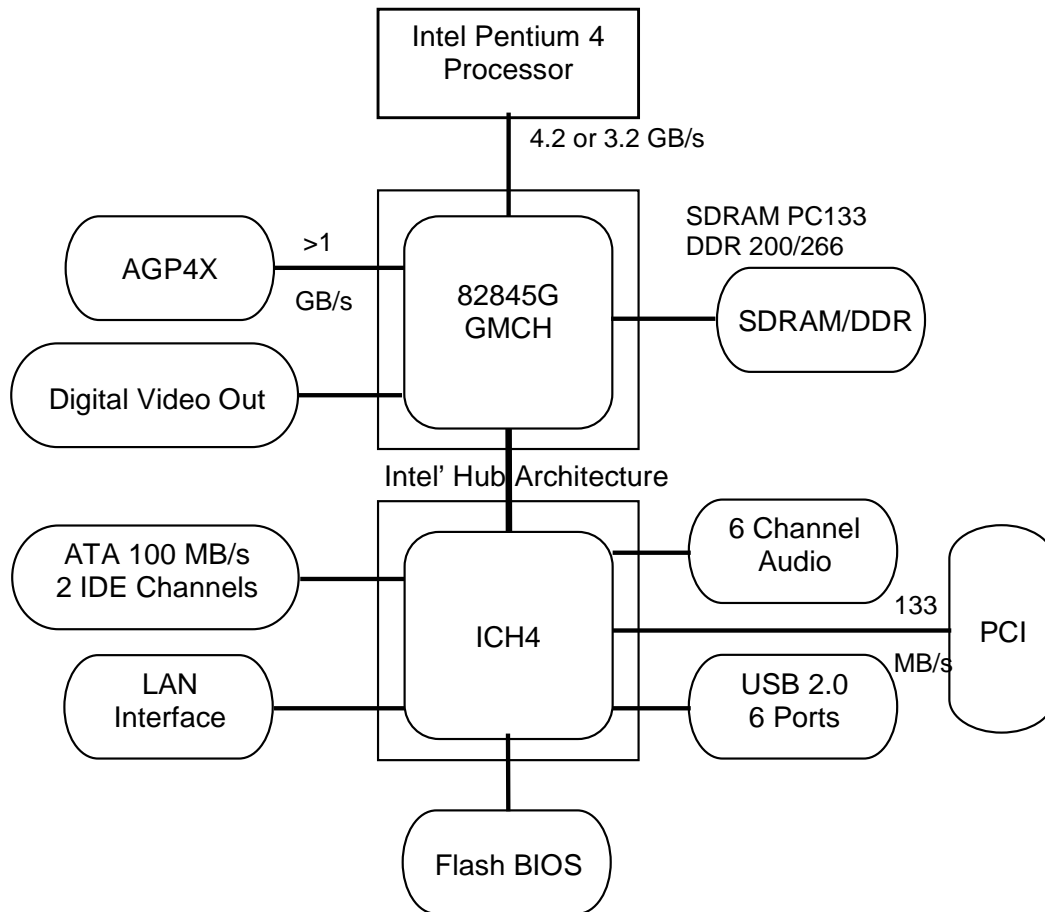 Intel Pentium 4
Processor
4.2 or 3.2 GB/s
SDRAM PC133
DDR 200/266
>1
GB/s
AGP4X
82845G
GMCH
SDRAM/DDR
Digital Video Out
Intel' Hub Architecture
ATA 100 MB/s
2 IDE Channels
6 Channel
Audio
133
MB/s
PCI
ICH4
LAN
Interface
USB 2.0
6 Ports
Flash BIOS